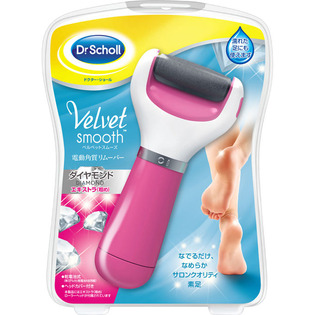 Dr.Scholl
ドクター・ショール
濡れた
足にも
使えます
Velvet
smooth™
ベルベットスムーズ
電動角質リムーバー
ダイヤモンド
DIAMOND
エキストラ(粗め)
なでるだけ、
なめらか
サロンクオリティ
素足